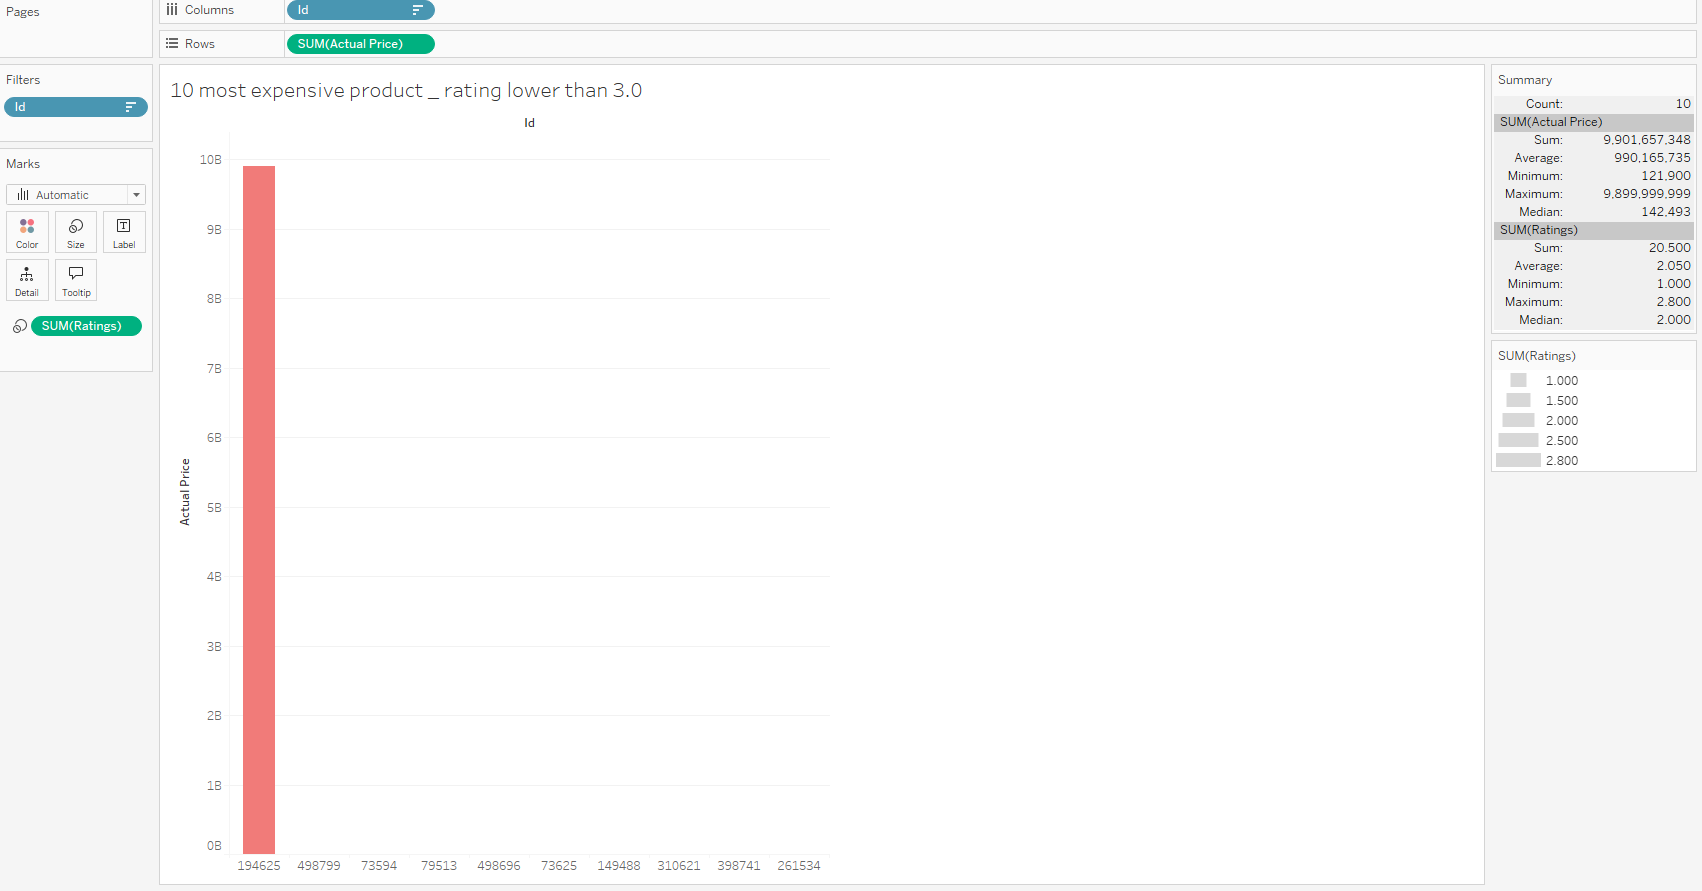 Pages
Columns
Id
Rows
SUM(Actual Price)
Filters
Id
Marks
Automatic
Color
Size
Label
Detail
Tooltip
SUM(Ratings)
10 most expensive product _ rating lower than 3.0
Id
10B
9B
8B
7B
6B
5B
4B
3B
2B
1B
0B
Actual Price
194625 498799 73594 79513 498696 73625 149488 310621 398741 261534
Summary
Count: 10
SUM(Actual Price)
Sum: 9,901,657,348
Average: 990,165,735
Minimum: 121,900
Maximum: 9,899,999,999
Median: 142,493
SUM(Ratings)
Sum: 20.500
Average: 2.050
Minimum: 1.000
Maximum: 2.800
Median: 2.000
SUM(Ratings)
1.000
1.500
2.000
2.500
2.800